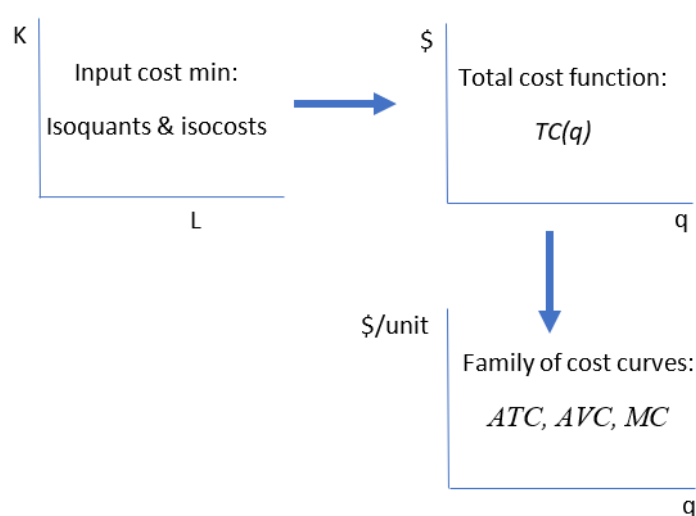 K
Input cost min:
Isoquants & isocosts
L
$
Total cost function:
TC(q)
q
$/unit
Family of cost curves:
ATC, AVC, MC
q